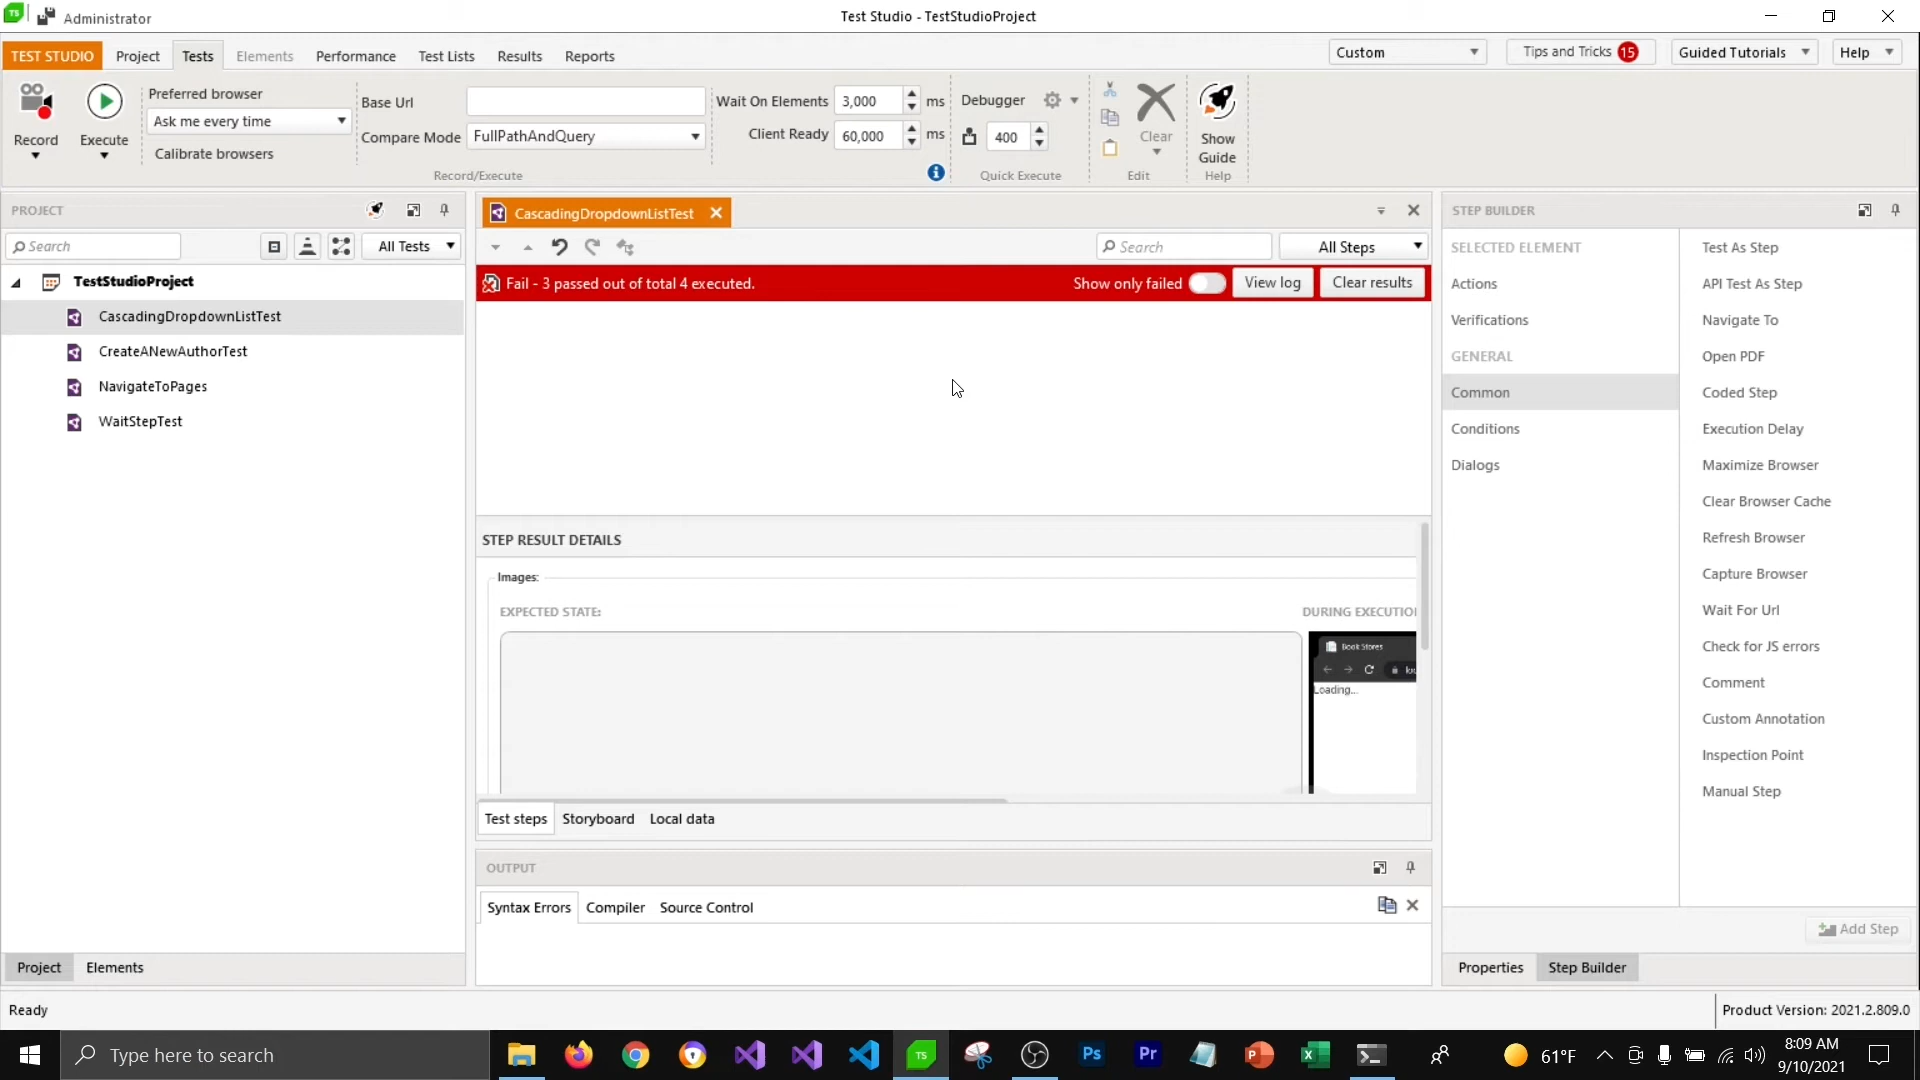 TS Administrator
Test Studio - TestStudioProject
TEST STUDIO Project Tests Elements Performance Test Lists Results Reports
Custom Tips and Tricks 15 Guided Tutorials Help
Record
Execute
Preferred browser
Ask me every time
Calibrate browsers
Base Url
Compare Mode FullPathAndQuery
Record/Execute
Wait On Elements 3,000 ms
Client Ready 60,000 ms
Debugger
400
Quick Execute
Clear
Edit
Show
Guide
Help
PROJECT
Search
All Tests
TestStudioProject
CascadingDropdownListTest
CreateANewAuthorTest
NavigateToPages
WaitStepTest
Project Elements
CascadingDropdownListTest
Search All Steps
Fail - 3 passed out of total 4 executed. Show only failed View log Clear results
STEP RESULT DETAILS
Images:
EXPECTED STATE: DURING EXECUTION
Book Stores
Loading...
Test steps Storyboard Local data
OUTPUT
Syntax Errors Compiler Source Control
STEP BUILDER
SELECTED ELEMENT
Actions
Verifications
GENERAL
Common
Conditions
Dialogs
Test As Step
API Test As Step
Navigate To
Open PDF
Coded Step
Execution Delay
Maximize Browser
Clear Browser Cache
Refresh Browser
Capture Browser
Wait For Url
Check for JS errors
Comment
Custom Annotation
Inspection Point
Manual Step
Add Step
Properties Step Builder
Ready
Product Version: 2021.2.809.0
Type here to search
TS Ps Pr
61°F
8:09 AM
9/10/2021